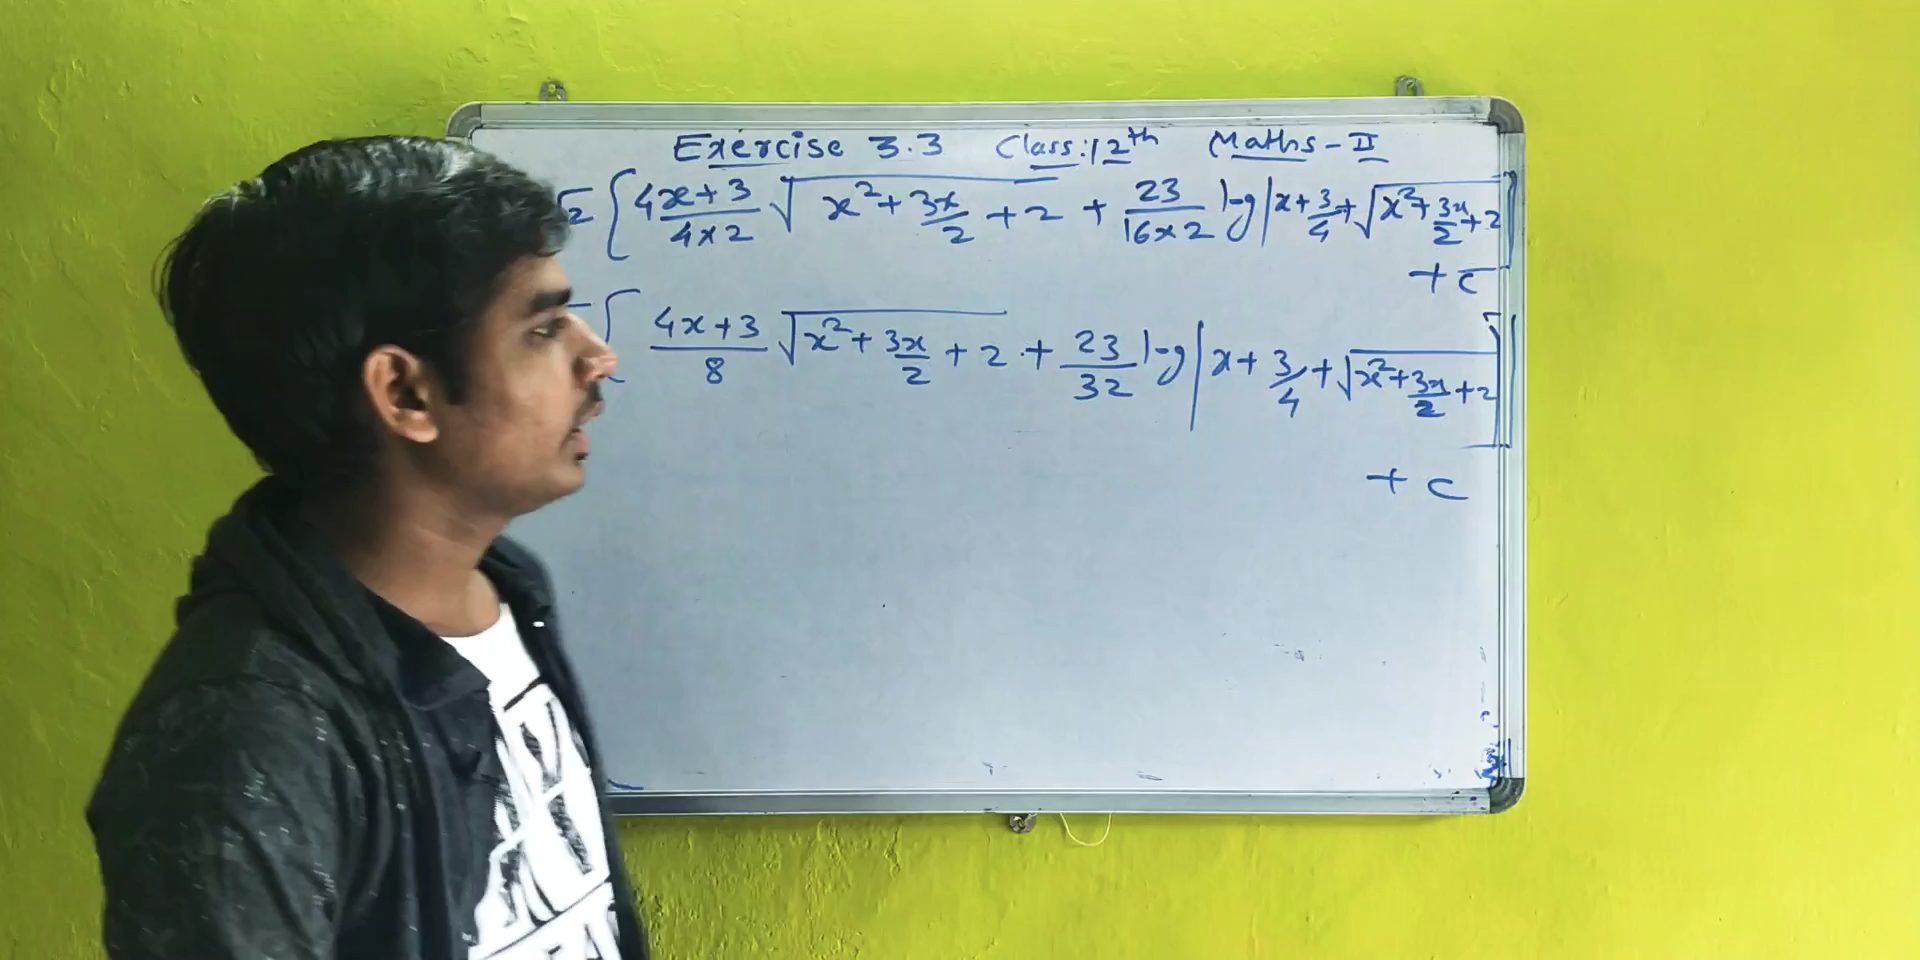 Exercise 3.3 Class:12th Maths-II
√2 [ 4x+3/4×2 √x²+3x/2+2 + 23/16×2 log|x+3/4+√x²+3x/2+2|]
+c
[ 4x+3/8 √x²+3x/2+2 + 23/32 log|x+3/4+√x²+3x/2+2|]
+c